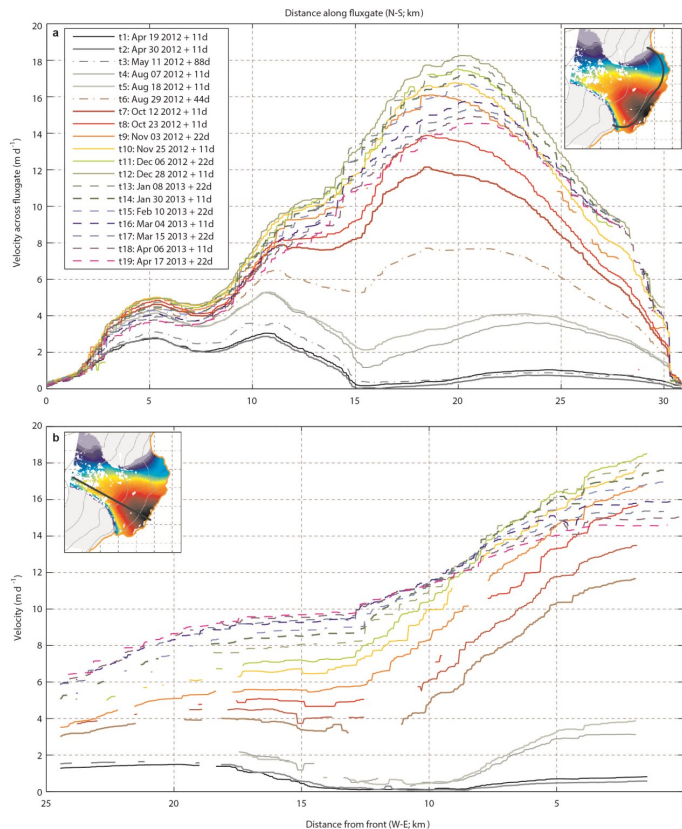 Distance along fluxgate (N-S; km)
a
t1: Apr 19 2012 + 11d
t2: Apr 30 2012 + 11d
t3: May 11 2012 + 88d
t4: Aug 07 2012 + 11d
t5: Aug 18 2012 + 11d
t6: Aug 29 2012 + 44d
t7: Oct 12 2012 + 11d
t8: Oct 23 2012 + 11d
t9: Nov 03 2012 + 22d
t10: Nov 25 2012 + 11d
t11: Dec 06 2012 + 22d
t12: Dec 28 2012 + 11d
t13: Jan 08 2013 + 22d
t14: Jan 30 2013 + 11d
t15: Feb 10 2013 + 22d
t16: Mar 04 2013 + 11d
t17: Mar 15 2013 + 22d
t18: Apr 06 2013 + 11d
t19: Apr 17 2013 + 22d
Velocity across fluxgate (m d⁻¹)
20
18
16
14
12
10
8
6
4
2
0
0 5 10 15 20 25 30
b
Velocity (m d⁻¹)
20
18
16
14
12
10
8
6
4
2
0
25 20 15 10 5
Distance from front (W-E; km)